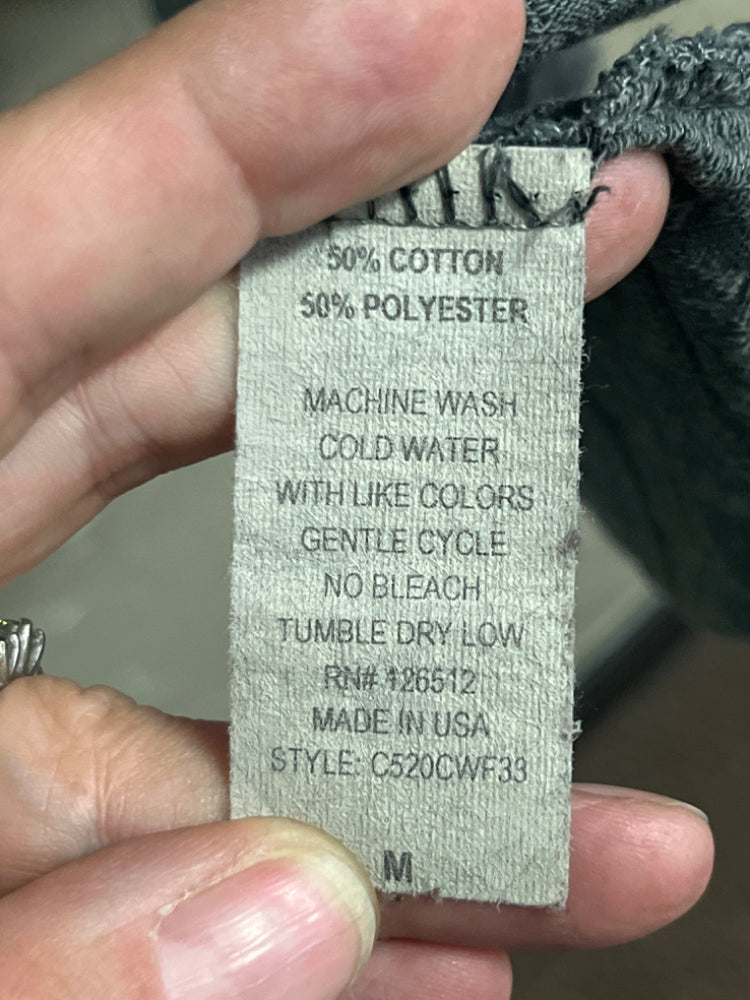 50% COTTON
50% POLYESTER
MACHINE WASH
COLD WATER
WITH LIKE COLORS
GENTLE CYCLE
NO BLEACH
TUMBLE DRY LOW
RN# 126512
MADE IN USA
STYLE: C520CWF33
M